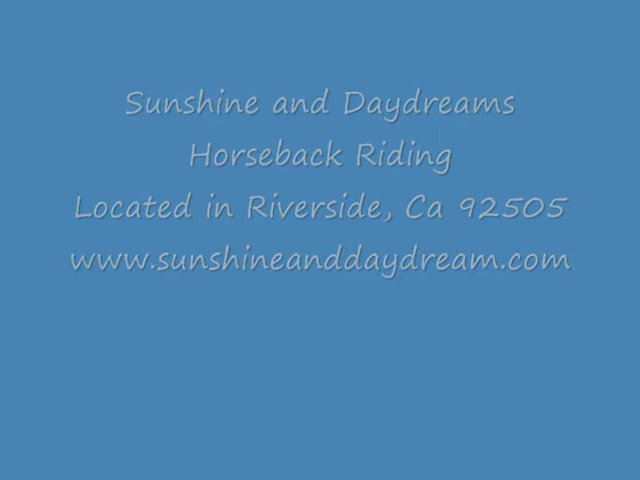 Sunshine and Daydreams
Horseback Riding
Located in Riverside, Ca 92505
www.sunshineanddaydream.com